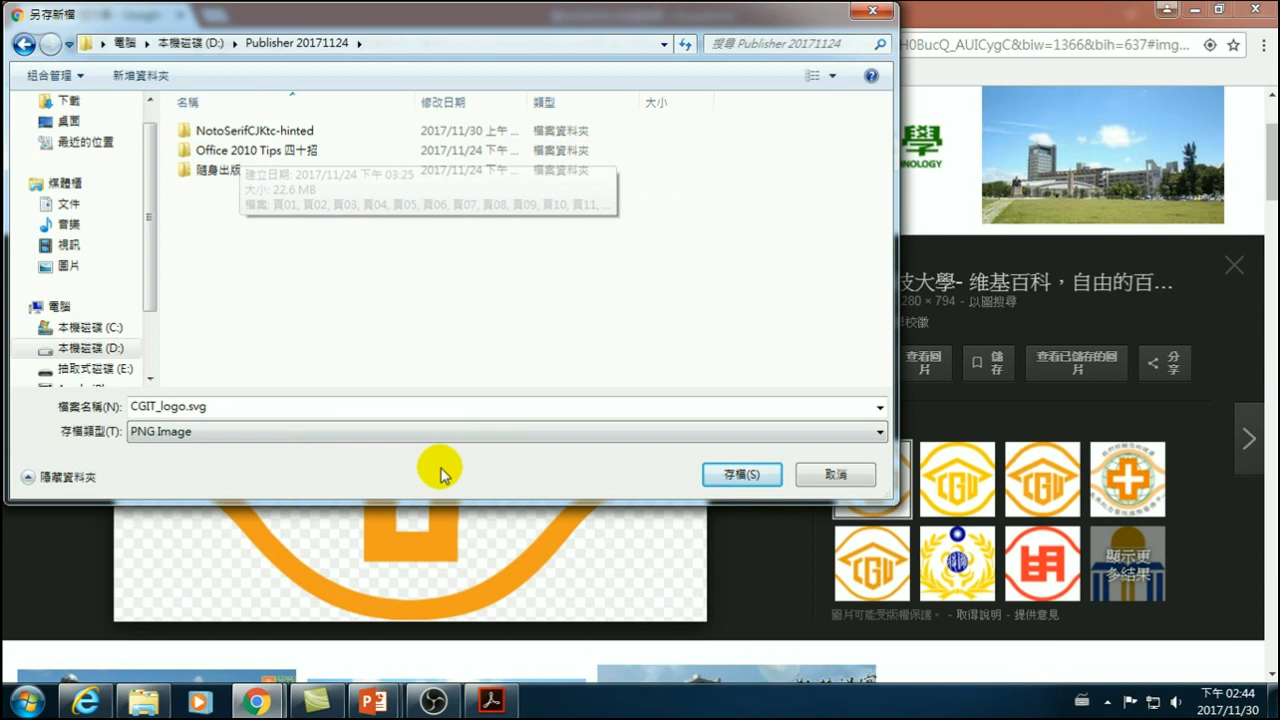 另存新檔
電腦 ▸ 本機磁碟 (D:) ▸ Publisher 20171124 ▸
搜尋 Publisher 20171124
H0BucQ_AUICygC&biw=1366&bih=637#img...
組合管理 ▼ 新增資料夾
名稱 修改日期 類型 大小
下載
桌面
最近的位置
媒體櫃
文件
音樂
視訊
圖片
電腦
本機磁碟 (C:)
本機磁碟 (D:)
抽取式磁碟 (E:)
NotoSerifCJKtc-hinted 2017/11/30 上午 ... 檔案資料夾
Office 2010 Tips 四十招 2017/11/24 下午 ... 檔案資料夾
隨身出版 2017/11/24 下午 ... 檔案資料夾
建立日期: 2017/11/24 下午 03:25
大小: 22.6 MB
檔案: 頁01, 頁02, 頁03, 頁04, 頁05, 頁06, 頁07, 頁08, 頁09, 頁10, 頁11, ...
檔案名稱(N): CGIT_logo.svg
存檔類型(T): PNG Image
隱藏資料夾
存檔(S)
取消
學
NOLOGY
技大學- 维基百科，自由的百...
280 × 794 - 以圖搜尋
學校徽
查看圖片
儲存
查看已儲存的圖片
分享
CGU
CGU
CGU
顯示更多結果
圖片可能受版權保護。 - 取得說明 - 提供意見
下午 02:44
2017/11/30